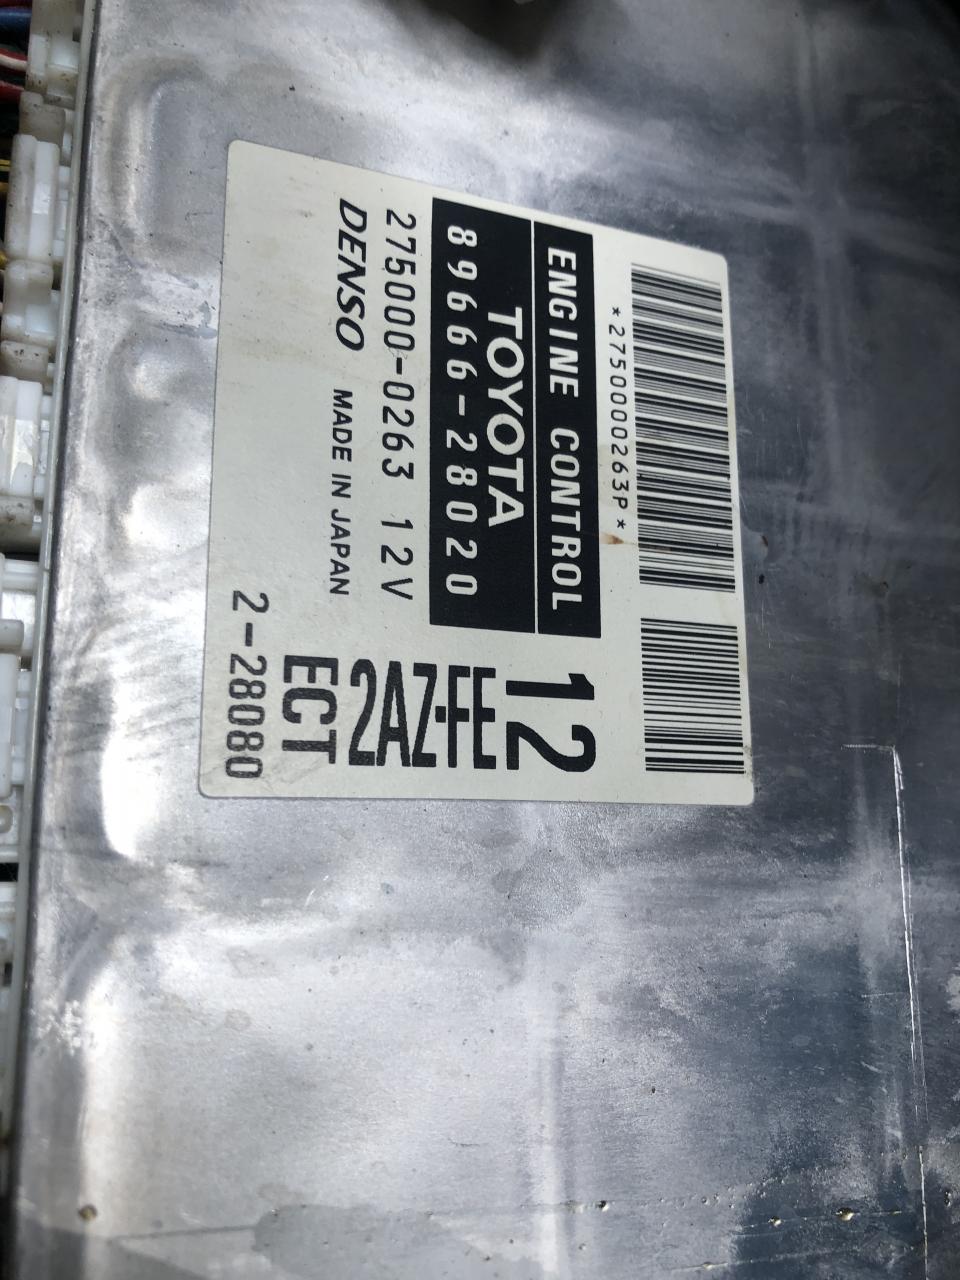 *2750000263P*
ENGINE CONTROL
TOYOTA
89666-28020
275000-0263 12V
DENSO MADE IN JAPAN
12
2AZ-FE
ECT
2-28080